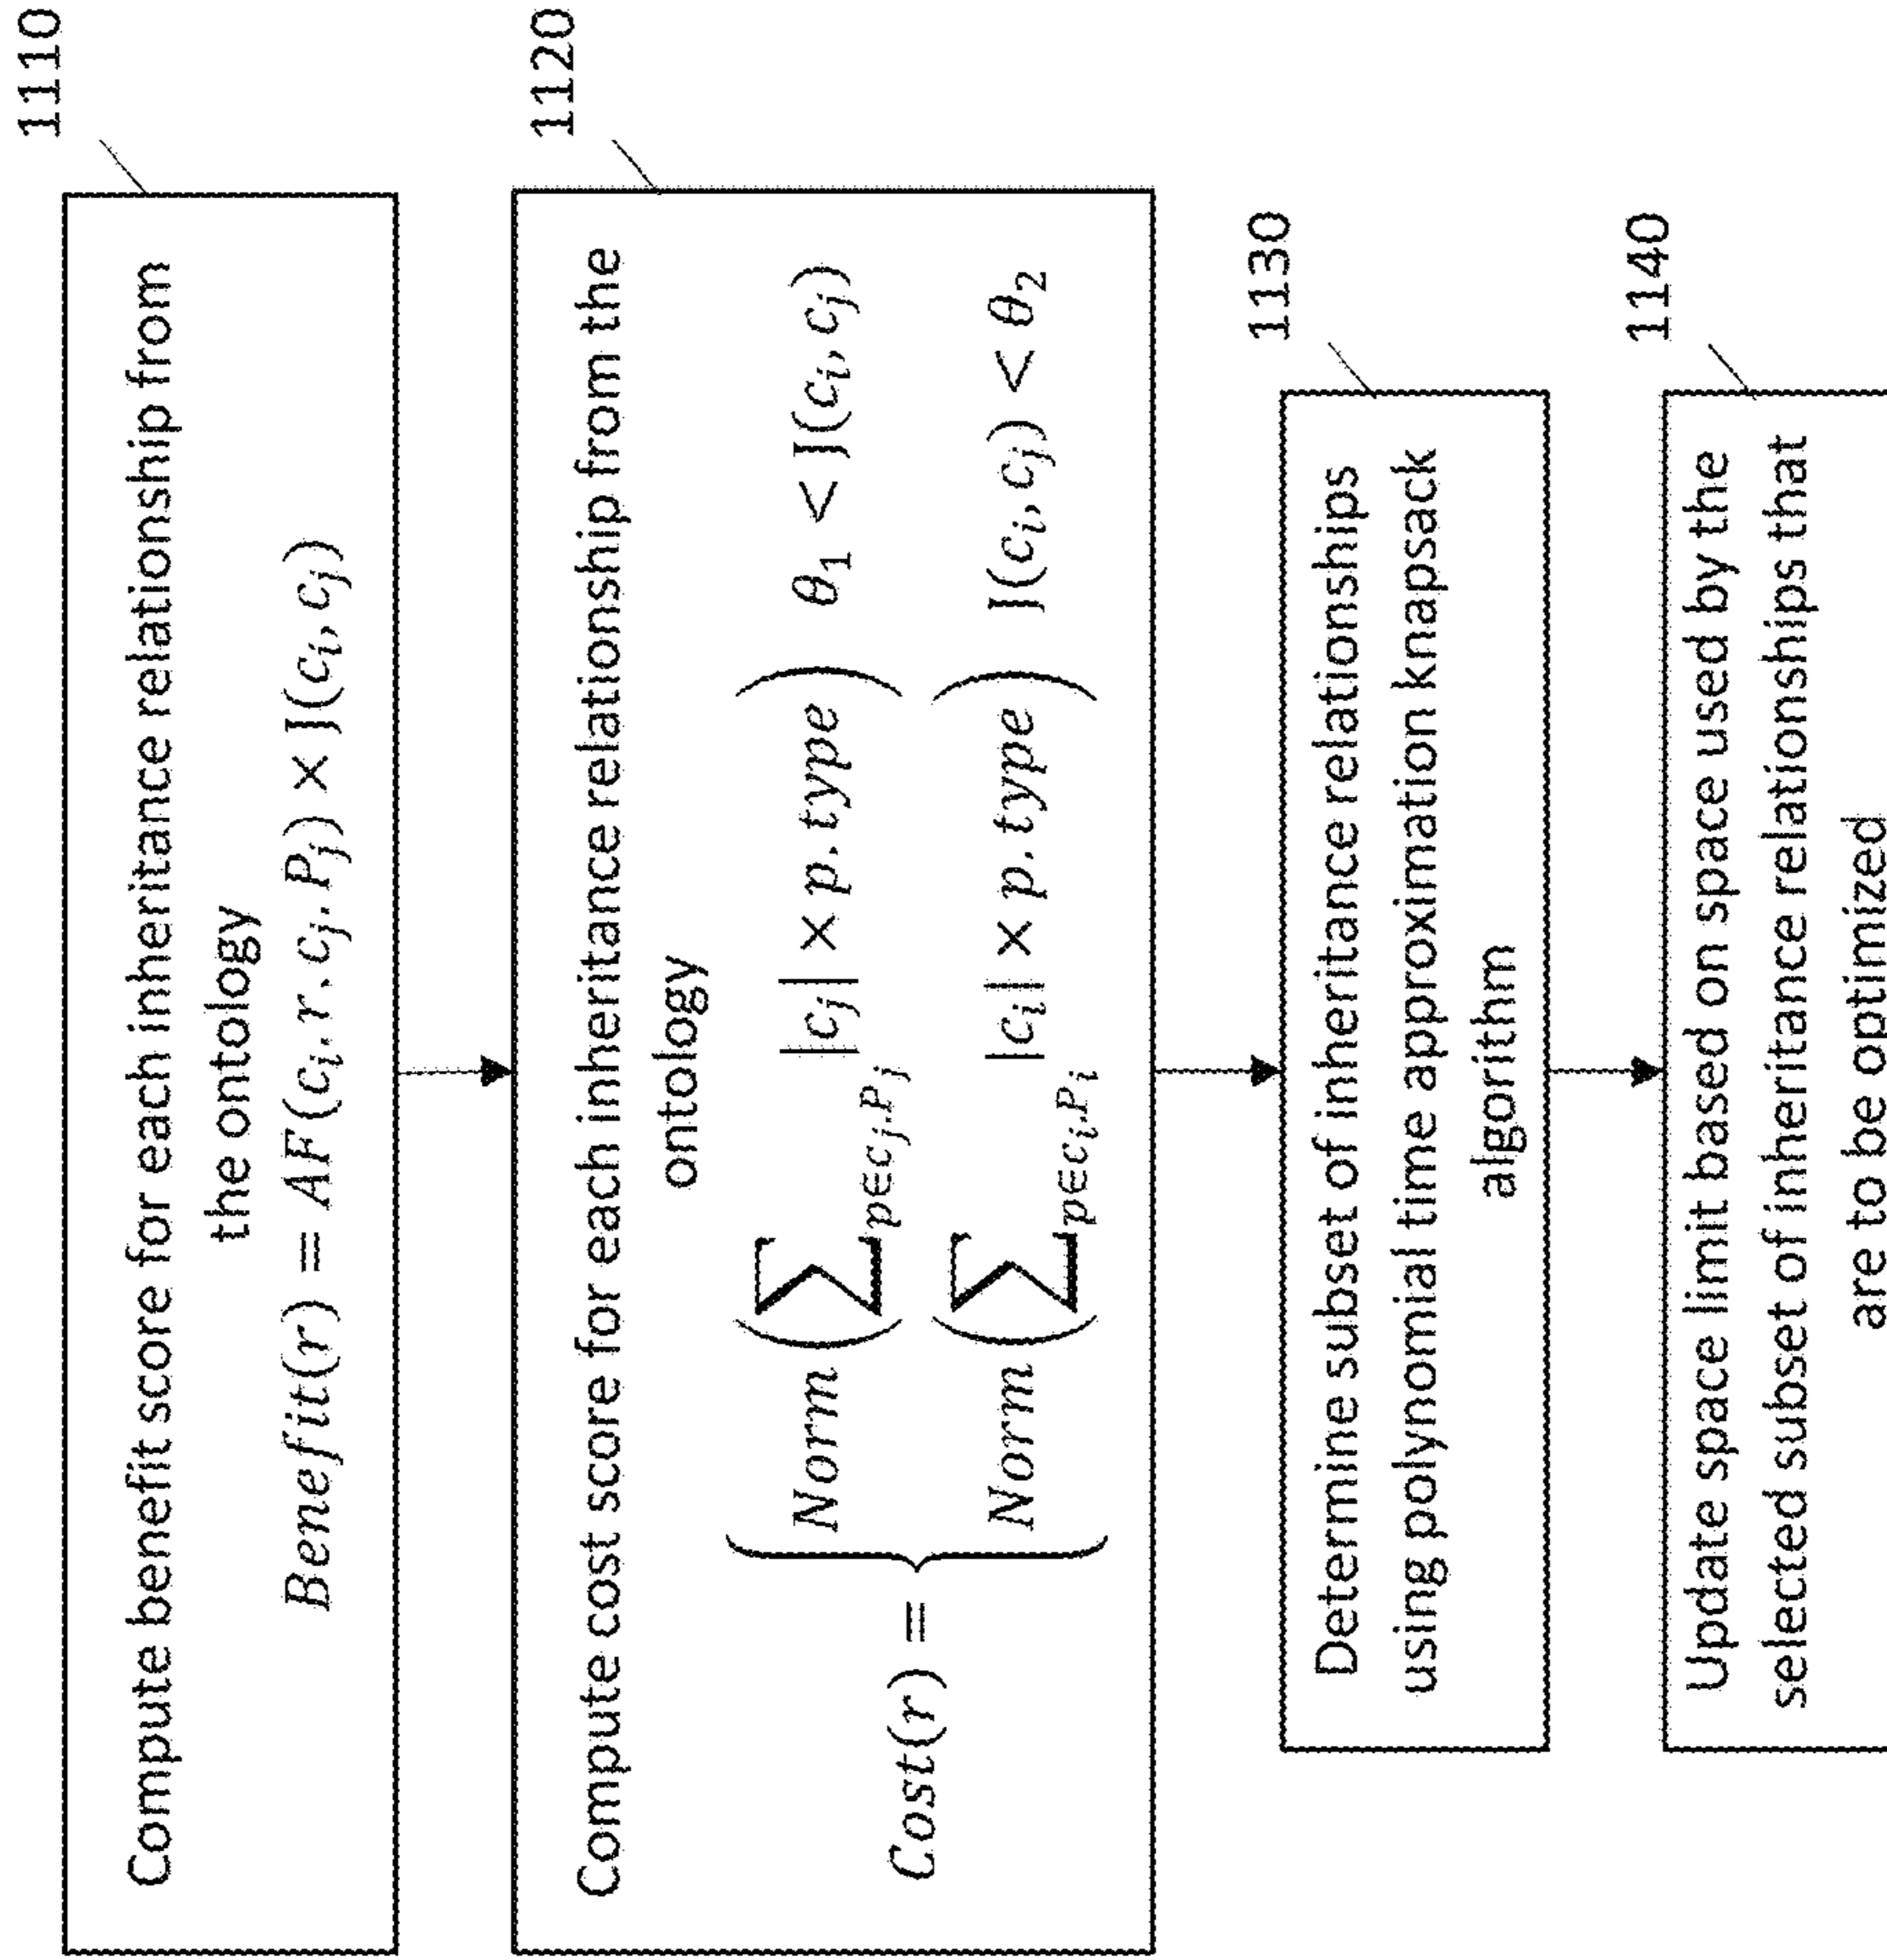 1110
Compute benefit score for each inheritance relationship from
the ontology
Benefit(r) = AF(c_i.r.c_j.P_j) × J(c_i, c_j)
1120
Compute cost score for each inheritance relationship from the
ontology
Cost(r) = { Norm (∑_{p∈c_j.P_j} |c_j| × p.type) θ_1 < J(c_i, c_j)
Norm (∑_{p∈c_i.P_i} |c_i| × p.type) J(c_i, c_j) < θ_2
1130
Determine subset of inheritance relationships
using polynomial time approximation knapsack
algorithm
1140
Update space limit based on space used by the
selected subset of inheritance relationships that
are to be optimized